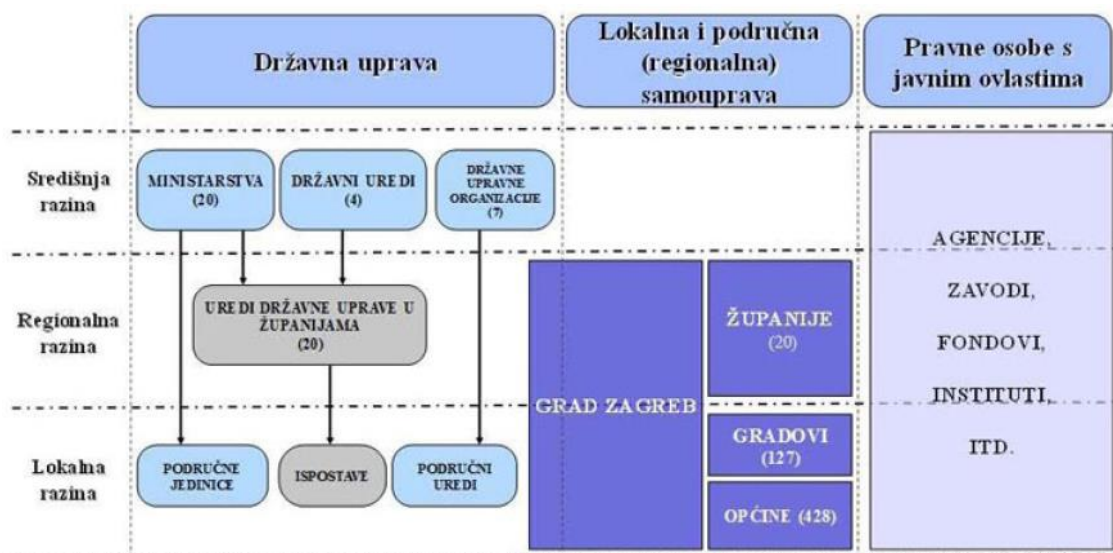 Državna uprava
Lokalna i područna
(regionalna)
samouprava
Pravne osobe s
javnim ovlastima
Središnja
razina
MINISTARSTVA
(20)
DRŽAVNI UREDI
(4)
DRŽAVNE
UPRAVNE
ORGANIZACIJE
(7)
Regionalna
razina
UREDI DRŽAVNE UPRAVE U
ŽUPANIJAMA
(20)
GRAD ZAGREB
ŽUPANIJE
(20)
Lokalna
razina
PODRUČNE
JEDINICE
ISPOSTAVE
PODRUČNI
UREDI
GRADOVI
(127)
OPĆINE (428)
AGENCIJE,
ZAVODI,
FONDOVI,
INSTITUTI,
ITD.